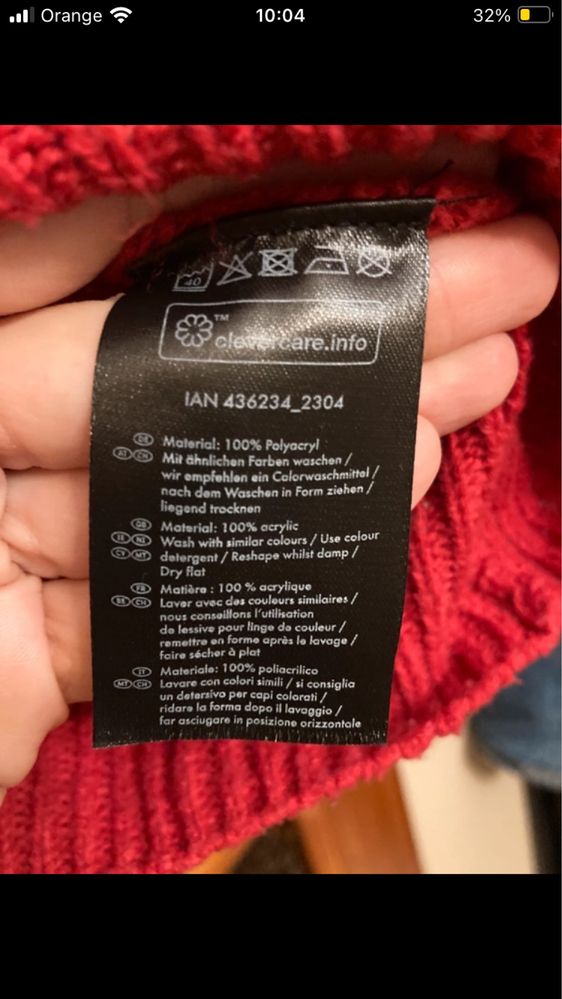 Orange 10:04 32%
40
clevercare.info™
IAN 436234_2304
DE Material: 100% Polyacryl
AT CH Mit ähnlichen Farben waschen /
wir empfehlen ein Calorwaschmittel /
nach dem Waschen in Form ziehen /
liegend trocknen
GB Material: 100% acrylic
IE NI Wash with similar colours / Use colour
CY MT detergent / Reshape whilst damp /
Dry flat
FR Matière : 100 % acrylique
BE CH Laver avec des couleurs similaires /
nous conseillons l'utilisation
de lessive pour linge de couleur /
remettre en forme après le lavage /
faire sécher à plat
IT Materiale: 100% poliacrilico
MT CH Lavare con colori simili / si consiglia
un detersivo per capi colorati /
ridare la forma dopo il lavaggio /
far asciugare in posizione orizzontale